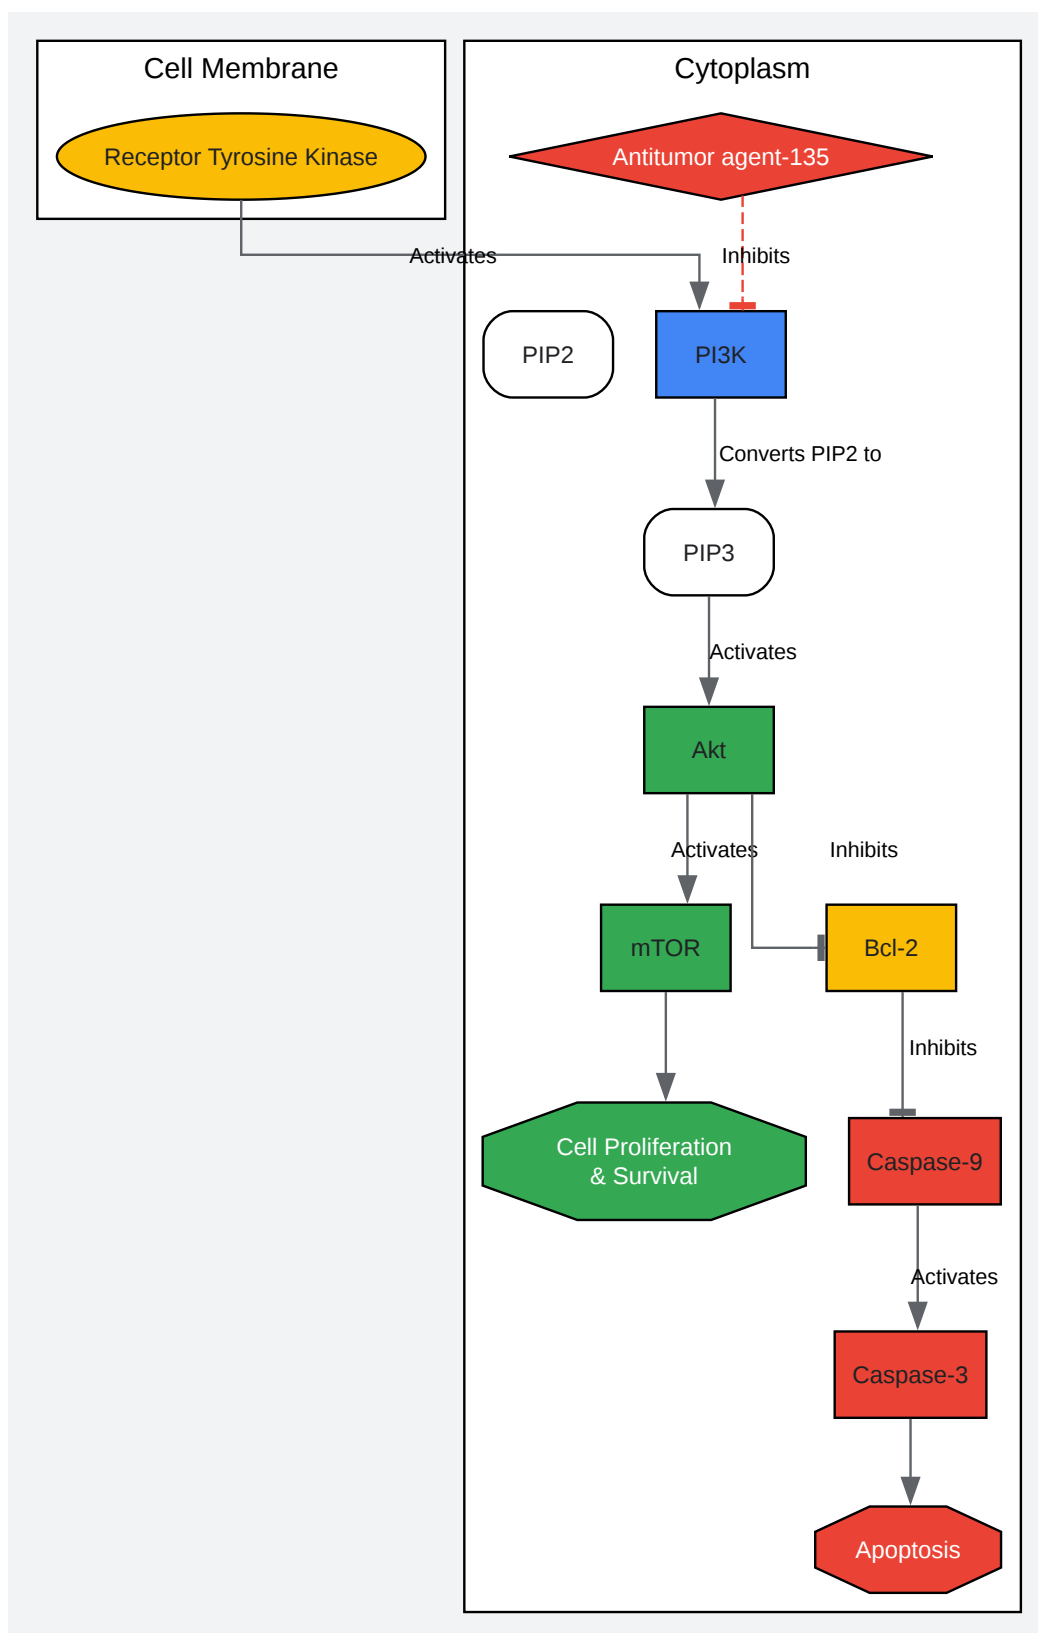 Cell Membrane
Cytoplasm
Receptor Tyrosine Kinase
Antitumor agent-135
Activates
Inhibits
PIP2
PI3K
Converts PIP2 to
PIP3
Activates
Akt
Activates
Inhibits
mTOR
Bcl-2
Inhibits
Cell Proliferation
& Survival
Caspase-9
Activates
Caspase-3
Apoptosis